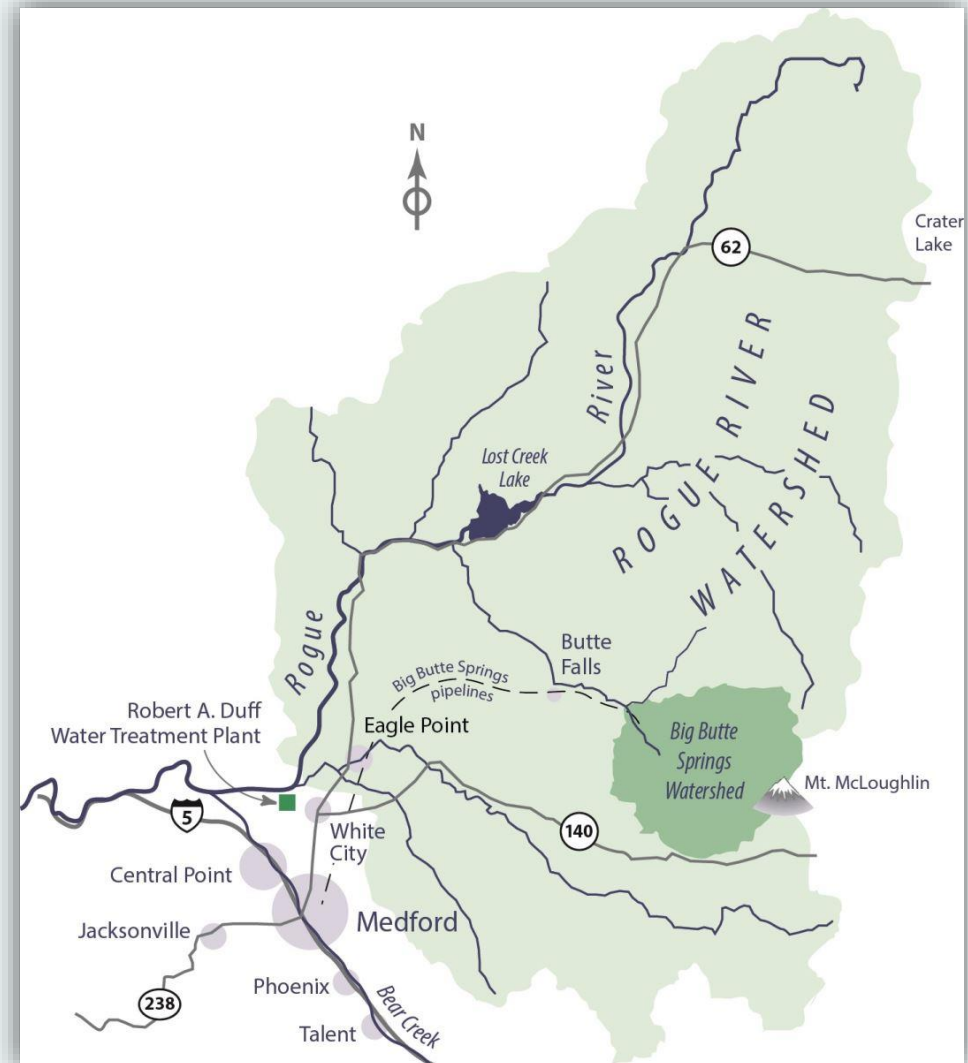 N
Crater
Lake
62
River
ROGUE RIVER
WATERSHED
Lost Creek
Lake
Rogue
Butte
Falls
Big Butte Springs
pipelines
Robert A. Duff
Water Treatment Plant
Eagle Point
Big Butte
Springs
Watershed
Mt. McLoughlin
5
White
City
140
Central Point
Medford
Jacksonville
238
Phoenix
Bear Creek
Talent